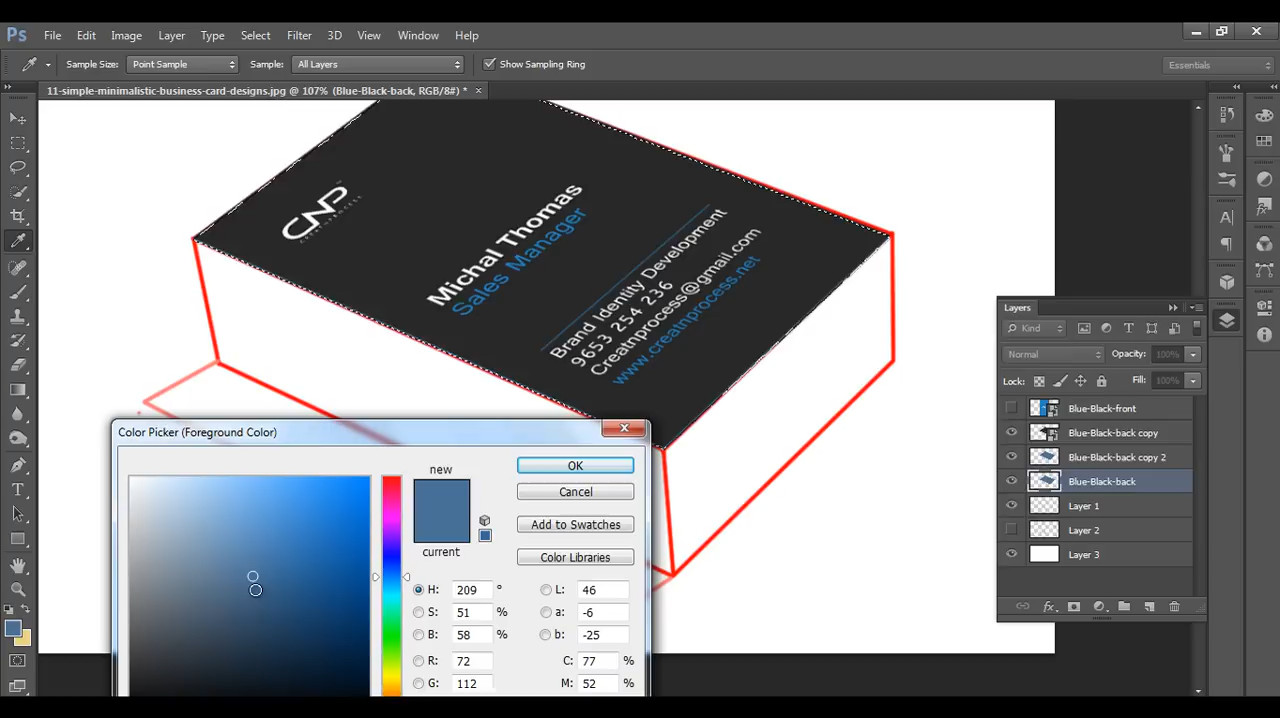 Ps File Edit Image Layer Type Select Filter 3D View Window Help
Sample Size: Point Sample Sample: All Layers Show Sampling Ring Essentials
11-simple-minimalistic-business-card-designs.jpg @ 107% (Blue-Black-back, RGB/8#) * ×
CNP
Michal Thomas
Sales Manager
Brand Identity Development
9653 254 236
Creatnprocess@gmail.com
www.creatnprocess.net
Color Picker (Foreground Color)
new
current
OK
Cancel
Add to Swatches
Color Libraries
H: 209 ° L: 46
S: 51 % a: -6
B: 58 % b: -25
R: 72 C: 77 %
G: 112 M: 52 %
Layers
Kind
Normal Opacity: 100%
Lock: Fill: 100%
Blue-Black-front
Blue-Black-back copy
Blue-Black-back copy 2
Blue-Black-back
Layer 1
Layer 2
Layer 3